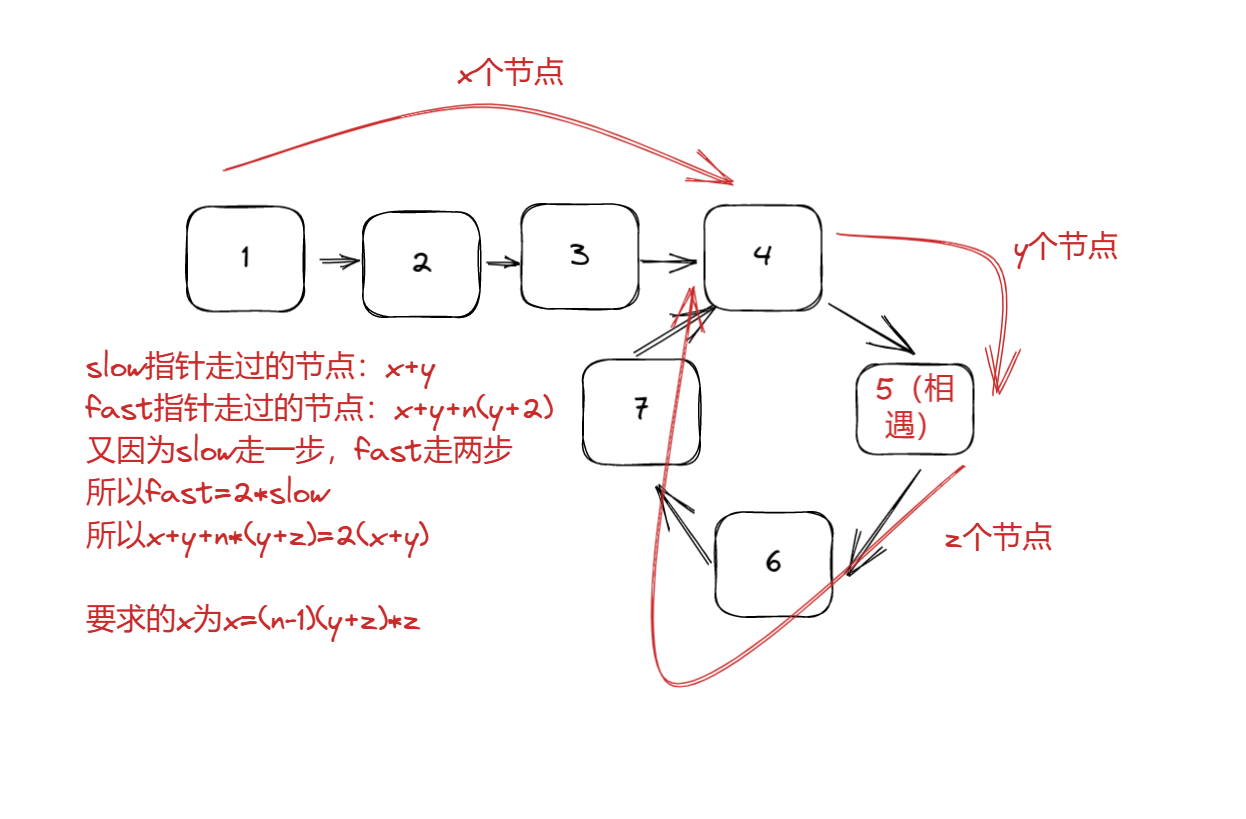 x个节点
1
2
3
4
y个节点
slow指针走过的节点：x+y
fast指针走过的节点：x+y+n(y+2)
又因为slow走一步，fast走两步
所以fast=2*slow
所以x+y+n*(y+z)=2(x+y)
要求的x为x=(n-1)(y+z)*z
7
5（相
遇）
6
z个节点